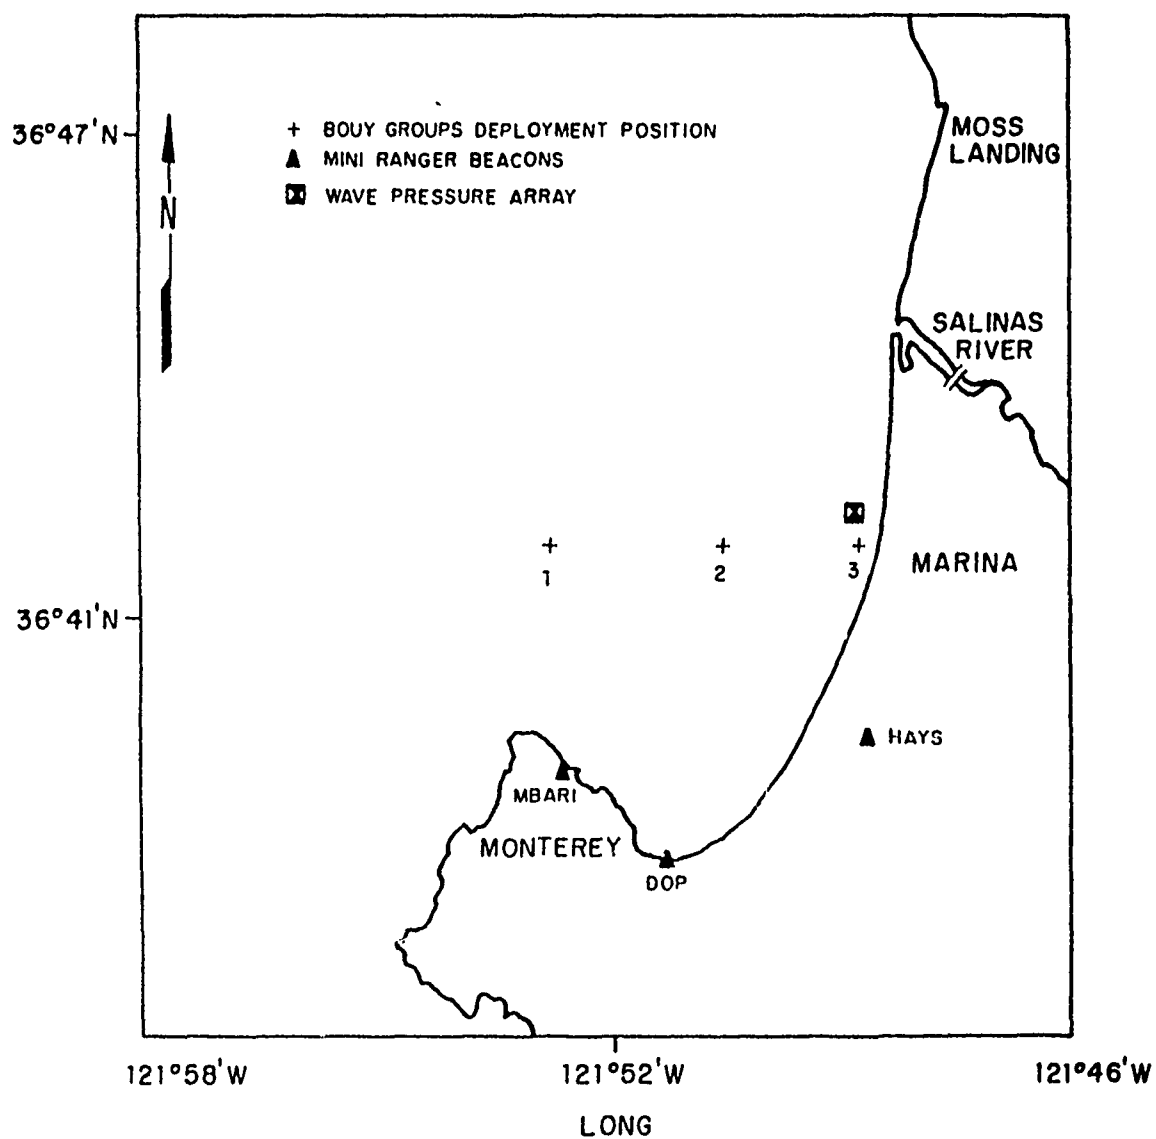 36°47'N
+ BOUY GROUPS DEPLOYMENT POSITION
MINI RANGER BEACONS
WAVE PRESSURE ARRAY
N
MOSS
LANDING
SALINAS
RIVER
1
2
3
MARINA
36°41'N
HAYS
MBARI
MONTEREY
DOP
121°58'W
121°52'W
121°46'W
LONG